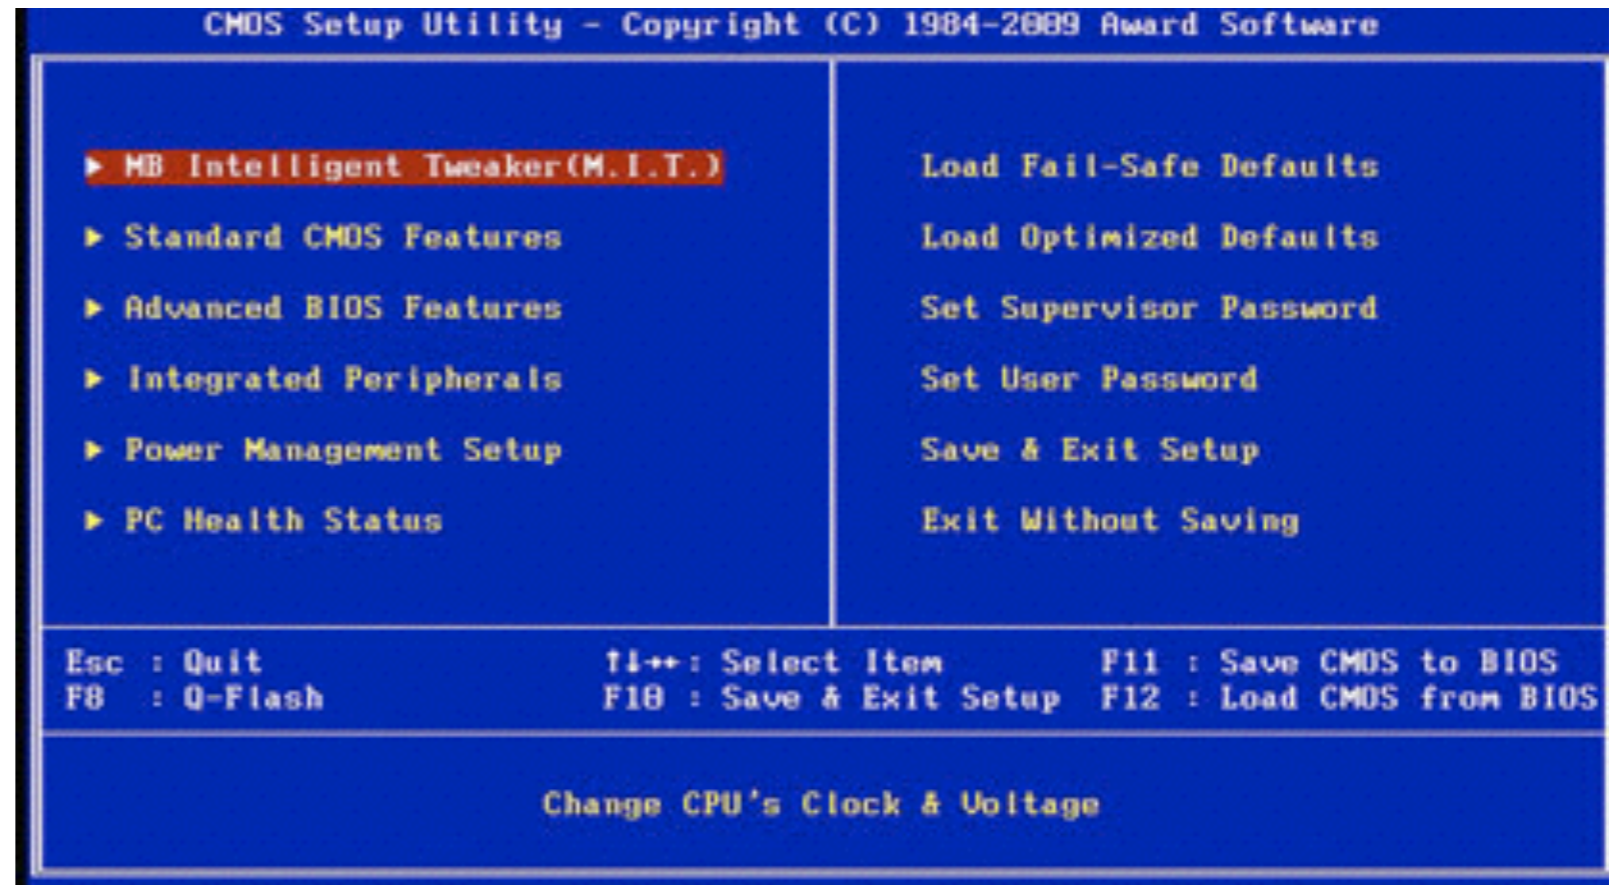 CMOS Setup Utility - Copyright (C) 1984-2009 Award Software
▶ MB Intelligent Tweaker(M.I.T.)
▶ Standard CMOS Features
▶ Advanced BIOS Features
▶ Integrated Peripherals
▶ Power Management Setup
▶ PC Health Status
Load Fail-Safe Defaults
Load Optimized Defaults
Set Supervisor Password
Set User Password
Save & Exit Setup
Exit Without Saving
Esc : Quit ↑↓→←: Select Item F11 : Save CMOS to BIOS
F8 : Q-Flash F10 : Save & Exit Setup F12 : Load CMOS from BIOS
Change CPU's Clock & Voltage